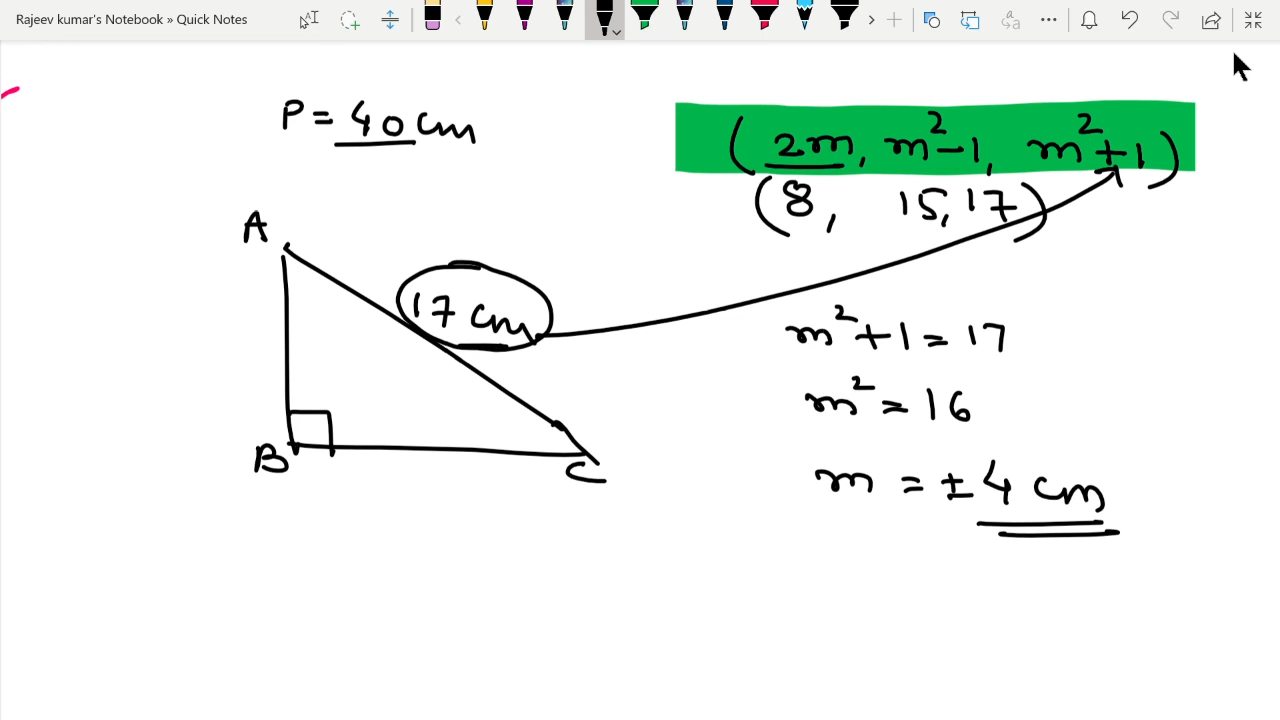 Rajeev kumar's Notebook » Quick Notes
P = 40 cm
(2m, m²-1, m²+1)
(8, 15, 17)
A
17 cm
m²+1 = 17
m² = 16
B
C
m = ±4 cm